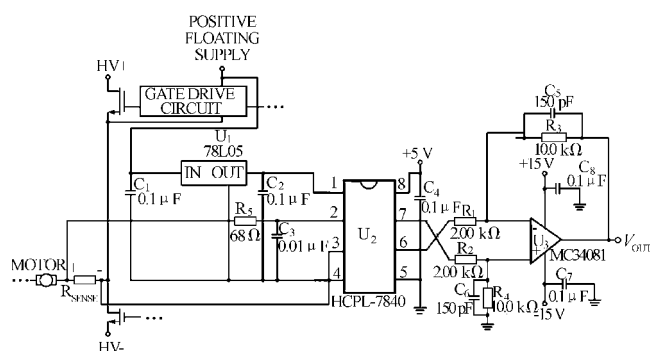 POSITIVE
FLOATING
SUPPLY
HV+
GATE DRIVE
CIRCUIT
U1
78L05
IN OUT
C1
0.1 μF
C2
0.1 μF
R5
68Ω
C3
0.01 μF
MOTOR
+
-
RSENSE
HV-
1
2
3
4
U2
8
7
6
5
HCPL-7840
+5 V
C4
0.1 μF
R1
2.00 kΩ
R2
2.00 kΩ
C5
150 pF
R3
10.0 kΩ
+15 V
C8
0.1 μF
-
+
U3
MC34081
VOUT
C6
150 pF
R4
10.0 kΩ
C7
0.1 μF
-15 V